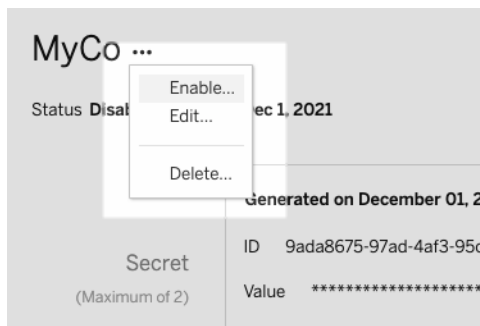 MyCo ...
Enable...
Status Disab ec 1, 2021
Edit...
Delete...
Generated on December 01, 2
ID 9ada8675-97ad-4af3-95c
Secret
(Maximum of 2)
Value ********************